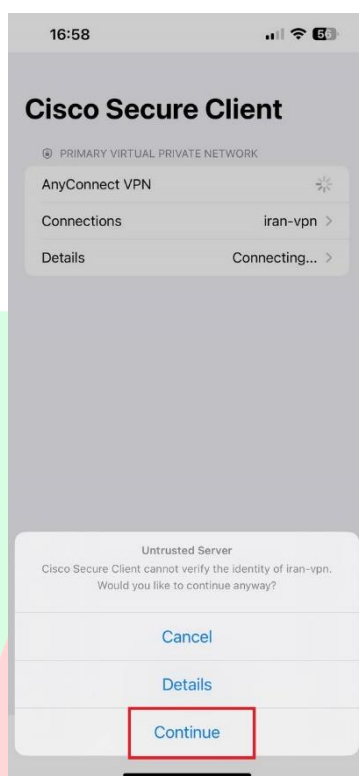 16:58
56
Cisco Secure Client
PRIMARY VIRTUAL PRIVATE NETWORK
AnyConnect VPN
Connections iran-vpn >
Details Connecting... >
Untrusted Server
Cisco Secure Client cannot verify the identity of iran-vpn.
Would you like to continue anyway?
Cancel
Details
Continue